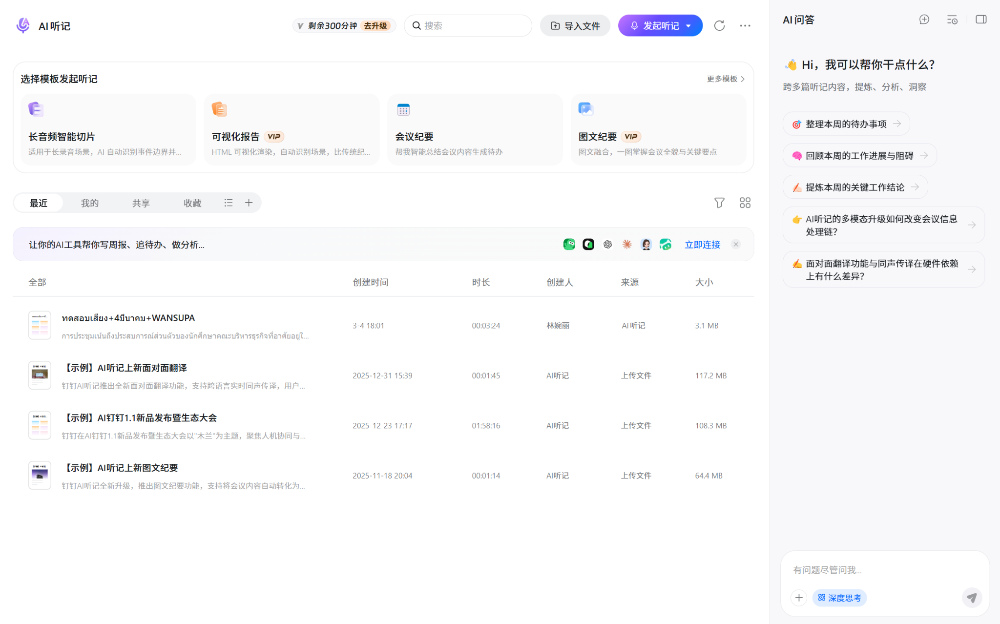 AI 听记
剩余300分钟 去升级
搜索
导入文件
发起听记
选择模板发起听记
更多模板
长音频智能切片
适用于长录音场景，AI 自动识别事件边界并...
可视化报告 VIP
HTML 可视化渲染，自动识别场景，比传统纪...
会议纪要
帮我智能总结会议内容生成待办
图文纪要 VIP
图文融合，一图掌握会议全貌与关键要点
最近 我的 共享 收藏
让你的AI工具帮你写周报、追待办、做分析...
立即连接
全部 创建时间 时长 创建人 来源 大小
ทดสอบเสียง+4มีนาคม+WANSUPA
การประชุมเน้นถึงประสบการณ์ส่วนตัวของนักศึกษาคณะบริหารธุรกิจที่อาศัยอยู่ใ...
3-4 18:01 00:03:24 林婉丽 AI 听记 3.1 MB
【示例】AI听记上新面对面翻译
钉钉AI听记推出全新面对面翻译功能，支持跨语言实时同声传译，用户...
2025-12-31 15:39 00:01:45 AI听记 上传文件 117.2 MB
【示例】AI钉钉1.1新品发布暨生态大会
钉钉在AI钉钉1.1新品发布暨生态大会以"木兰"为主题，聚焦人机协同与...
2025-12-23 17:17 01:58:16 AI听记 上传文件 108.3 MB
【示例】AI听记上新图文纪要
钉钉AI听记全新升级，推出图文纪要功能，支持将会议内容自动转化为...
2025-11-18 20:04 00:01:14 AI听记 上传文件 64.4 MB
AI 问答
Hi，我可以帮你干点什么？
跨多篇听记内容，提炼、分析、洞察
整理本周的待办事项
回顾本周的工作进展与阻碍
提炼本周的关键工作结论
AI听记的多模态升级如何改变会议信息
处理链？
面对面翻译功能与同声传译在硬件依赖
上有什么差异？
有问题尽管问我...
深度思考